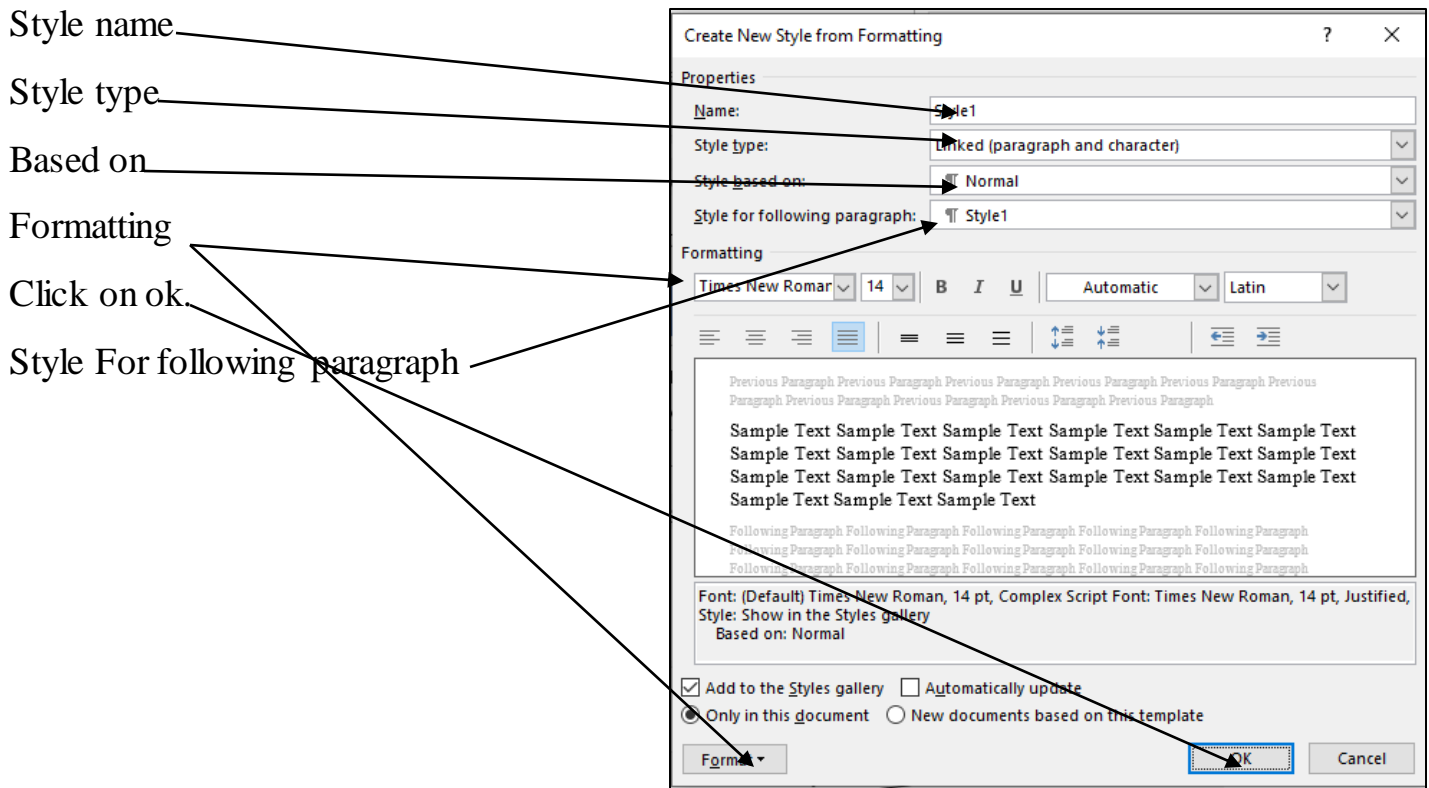 Style name
Style type
Based on
Formatting
Click on ok.
Style For following paragraph
Create New Style from Formatting ? ×
Properties
Name: Style1
Style type: Linked (paragraph and character)
Style based on: ¶ Normal
Style for following paragraph: ¶ Style1
Formatting
Times New Roman 14 B I U Automatic Latin
Previous Paragraph Previous Paragraph Previous Paragraph Previous Paragraph Previous Paragraph Previous
Paragraph Previous Paragraph Previous Paragraph Previous Paragraph Previous Paragraph
Sample Text Sample Text Sample Text Sample Text Sample Text Sample Text
Sample Text Sample Text Sample Text Sample Text Sample Text Sample Text
Sample Text Sample Text Sample Text Sample Text Sample Text Sample Text
Sample Text Sample Text Sample Text
Following Paragraph Following Paragraph Following Paragraph Following Paragraph Following Paragraph
Following Paragraph Following Paragraph Following Paragraph Following Paragraph Following Paragraph
Following Paragraph Following Paragraph Following Paragraph Following Paragraph Following Paragraph
Font: (Default) Times New Roman, 14 pt, Complex Script Font: Times New Roman, 14 pt, Justified,
Style: Show in the Styles gallery
Based on: Normal
Add to the Styles gallery Automatically update
Only in this document New documents based on this template
Format OK Cancel